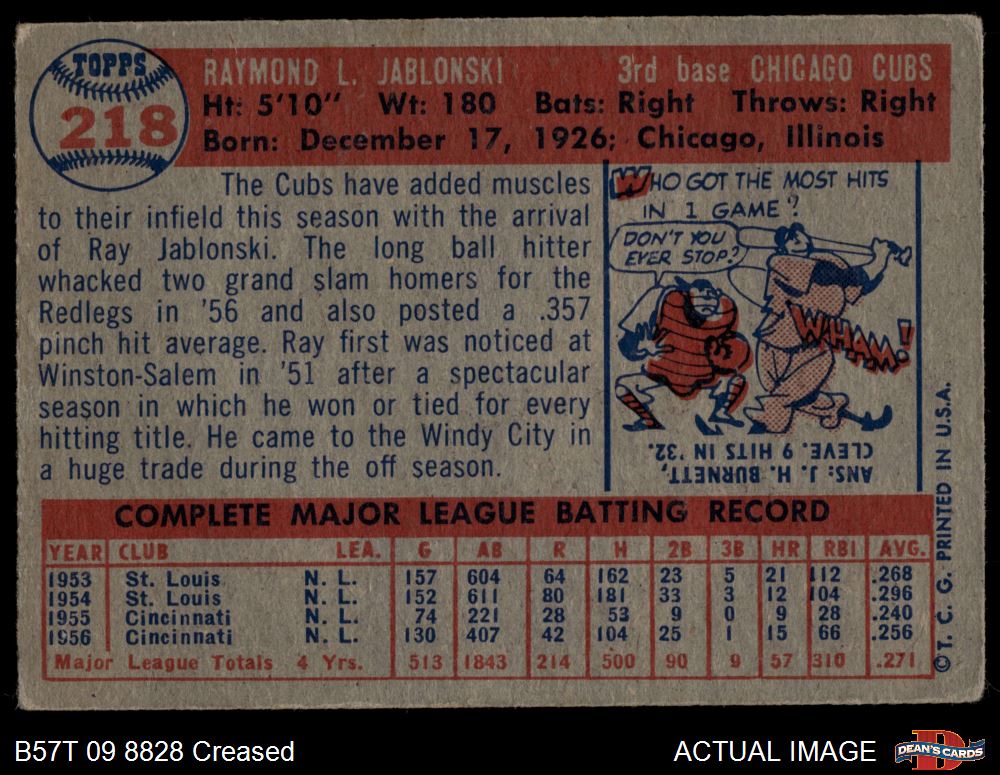 TOPPS
218
RAYMOND L. JABLONSKI 3rd base CHICAGO CUBS
Ht: 5'10" Wt: 180 Bats: Right Throws: Right
Born: December 17, 1926; Chicago, Illinois
The Cubs have added muscles
to their infield this season with the arrival
of Ray Jablonski. The long ball hitter
whacked two grand slam homers for the
Redlegs in '56 and also posted a .357
pinch hit average. Ray first was noticed at
Winston-Salem in '51 after a spectacular
season in which he won or tied for every
hitting title. He came to the Windy City in
a huge trade during the off season.
WHO GOT THE MOST HITS
IN 1 GAME?
DON'T YOU
EVER STOP?
WHAM!
ANS: J. H. BURNETT,
CLEVE. 9 HITS IN '32.
COMPLETE MAJOR LEAGUE BATTING RECORD
YEAR CLUB LEA. G AB R H 2B 3B HR RBI AVG.
1953 St. Louis N. L. 157 604 64 162 23 5 21 112 .268
1954 St. Louis N. L. 152 611 80 181 33 3 12 104 .296
1955 Cincinnati N. L. 74 221 28 53 9 0 9 28 .240
1956 Cincinnati N. L. 130 407 42 104 25 1 15 66 .256
Major League Totals 4 Yrs. 513 1843 214 500 90 9 57 310 .271
© T. C. G. PRINTED IN U.S.A.
B57T 09 8828 Creased ACTUAL IMAGE
D
DEAN'S CARDS